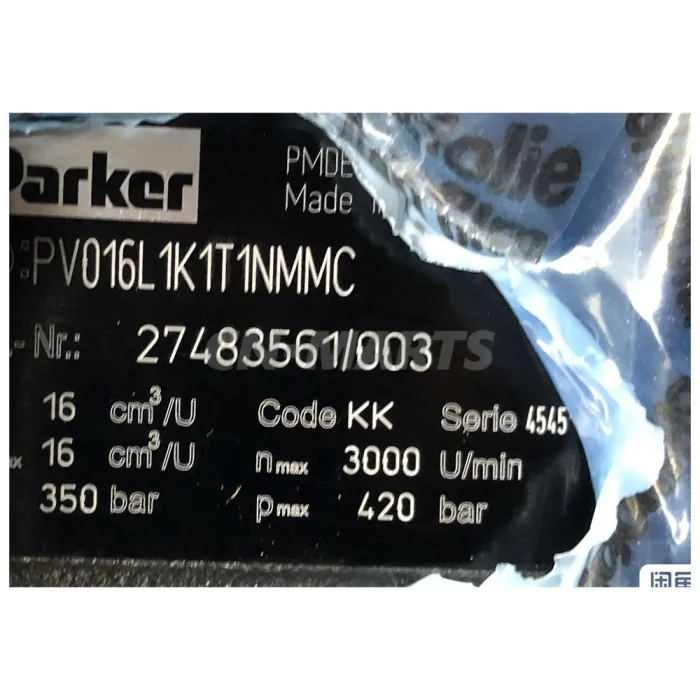 Parker
PMDE
Made
:PV016L1K1T1NMMC
.- Nr.: 27483561/003
16 cm³/U Code KK Serie 4545
16 cm³/U n max 3000 U/min
350 bar p max 420 bar
olie